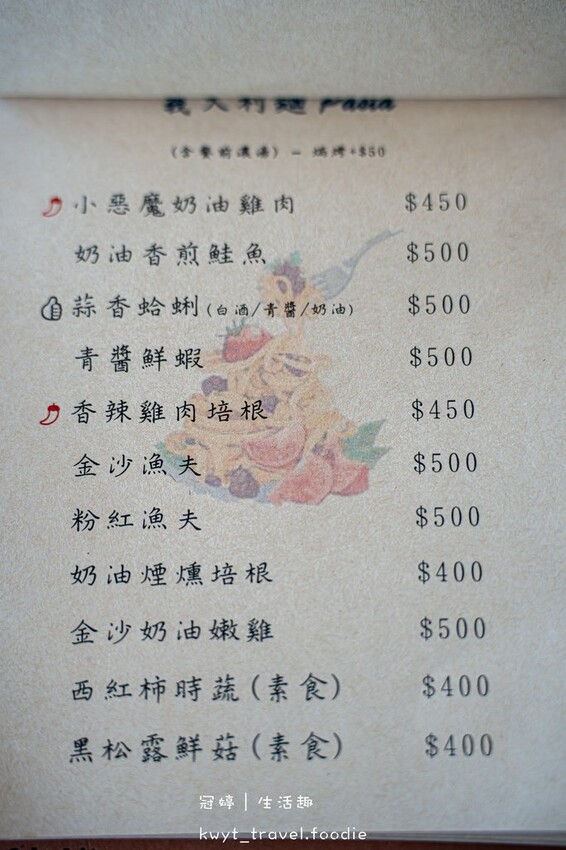 義大利麵 Pasta
(含餐前濃湯) - 焗烤+$50
小惡魔奶油雞肉 $450
奶油香煎鮭魚 $500
蒜香蛤蜊(白酒/青醬/奶油) $500
青醬鮮蝦 $500
香辣雞肉培根 $450
金沙漁夫 $500
粉紅漁夫 $500
奶油煙燻培根 $400
金沙奶油嫩雞 $500
西紅柿時蔬(素食) $400
黑松露鮮菇(素食) $400
冠婷｜生活趣
kwyt_travel.foodie